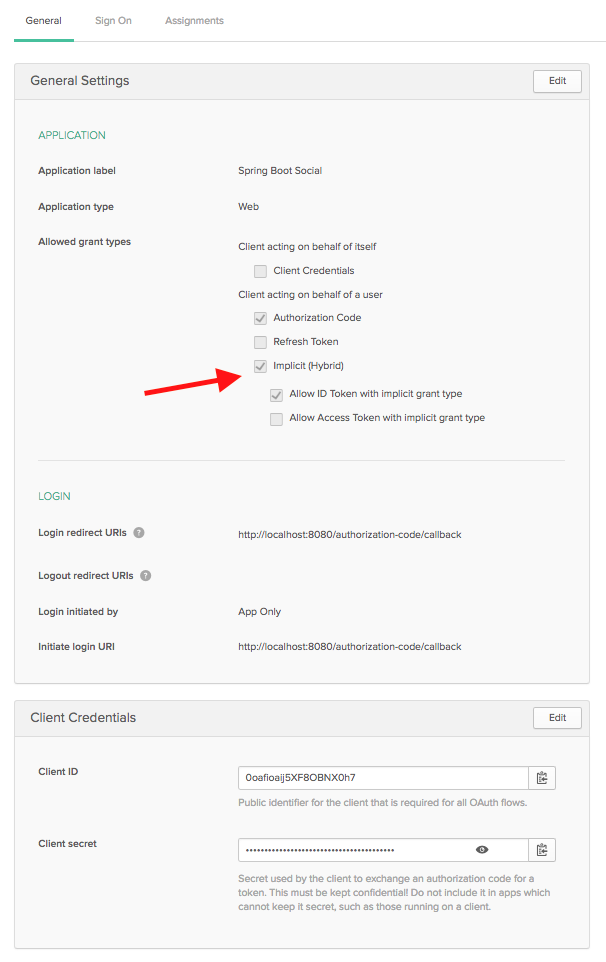 General Sign On Assignments
General Settings Edit
APPLICATION
Application label Spring Boot Social
Application type Web
Allowed grant types
Client acting on behalf of itself
Client Credentials
Client acting on behalf of a user
Authorization Code
Refresh Token
Implicit (Hybrid)
Allow ID Token with implicit grant type
Allow Access Token with implicit grant type
LOGIN
Login redirect URIs ? http://localhost:8080/authorization-code/callback
Logout redirect URIs ?
Login initiated by App Only
Initiate login URI http://localhost:8080/authorization-code/callback
Client Credentials Edit
Client ID 0oafioaij5XF8OBNX0h7
Public identifier for the client that is required for all OAuth flows.
Client secret ••••••••••••••••••••••••••••••••••••••••
Secret used by the client to exchange an authorization code for a
token. This must be kept confidential! Do not include it in apps which
cannot keep it secret, such as those running on a client.